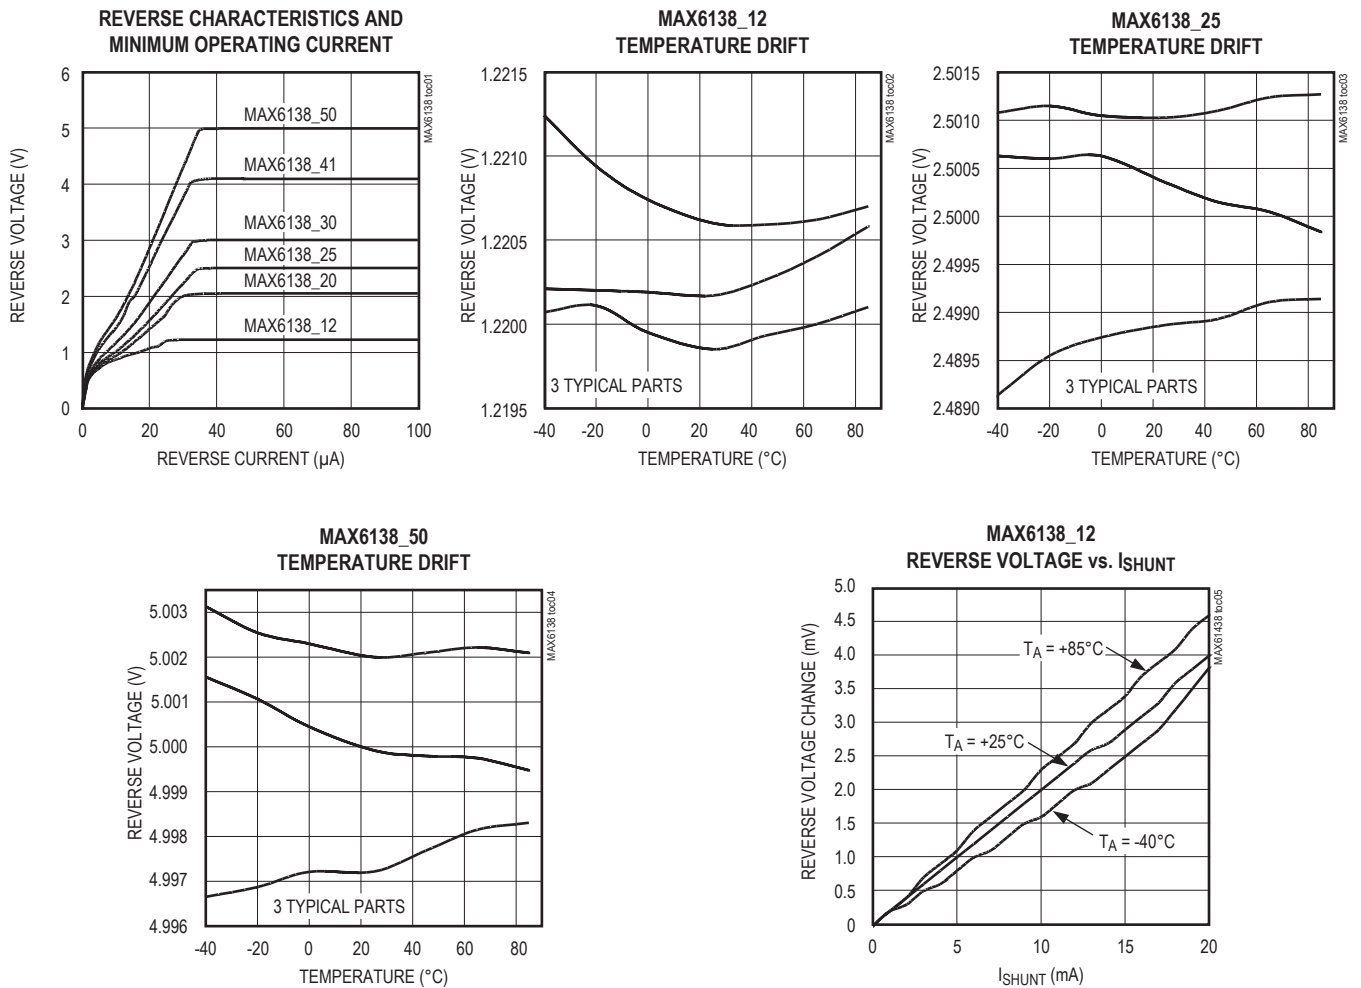 REVERSE CHARACTERISTICS AND
MINIMUM OPERATING CURRENT
6
5
4
3
2
1
0
REVERSE VOLTAGE (V)
MAX6138_50
MAX6138_41
MAX6138_30
MAX6138_25
MAX6138_20
MAX6138_12
MAX6138 toc01
0 20 40 60 80 100
REVERSE CURRENT (µA)
MAX6138_12
TEMPERATURE DRIFT
1.2215
1.2210
1.2205
1.2200
1.2195
REVERSE VOLTAGE (V)
3 TYPICAL PARTS
MAX6138 toc02
-40 -20 0 20 40 60 80
TEMPERATURE (°C)
MAX6138_25
TEMPERATURE DRIFT
2.5015
2.5010
2.5005
2.5000
2.4995
2.4990
2.4895
2.4890
REVERSE VOLTAGE (V)
3 TYPICAL PARTS
MAX6138 toc03
-40 -20 0 20 40 60 80
TEMPERATURE (°C)
MAX6138_50
TEMPERATURE DRIFT
5.003
5.002
5.001
5.000
4.999
4.998
4.997
4.996
REVERSE VOLTAGE (V)
3 TYPICAL PARTS
MAX6138 toc04
-40 -20 0 20 40 60 80
TEMPERATURE (°C)
MAX6138_12
REVERSE VOLTAGE vs. ISHUNT
5.0
4.5
4.0
3.5
3.0
2.5
2.0
1.5
1.0
0.5
0
REVERSE VOLTAGE CHANGE (mV)
TA = +85°C
TA = +25°C
TA = -40°C
MAX61438 toc05
0 5 10 15 20
ISHUNT (mA)